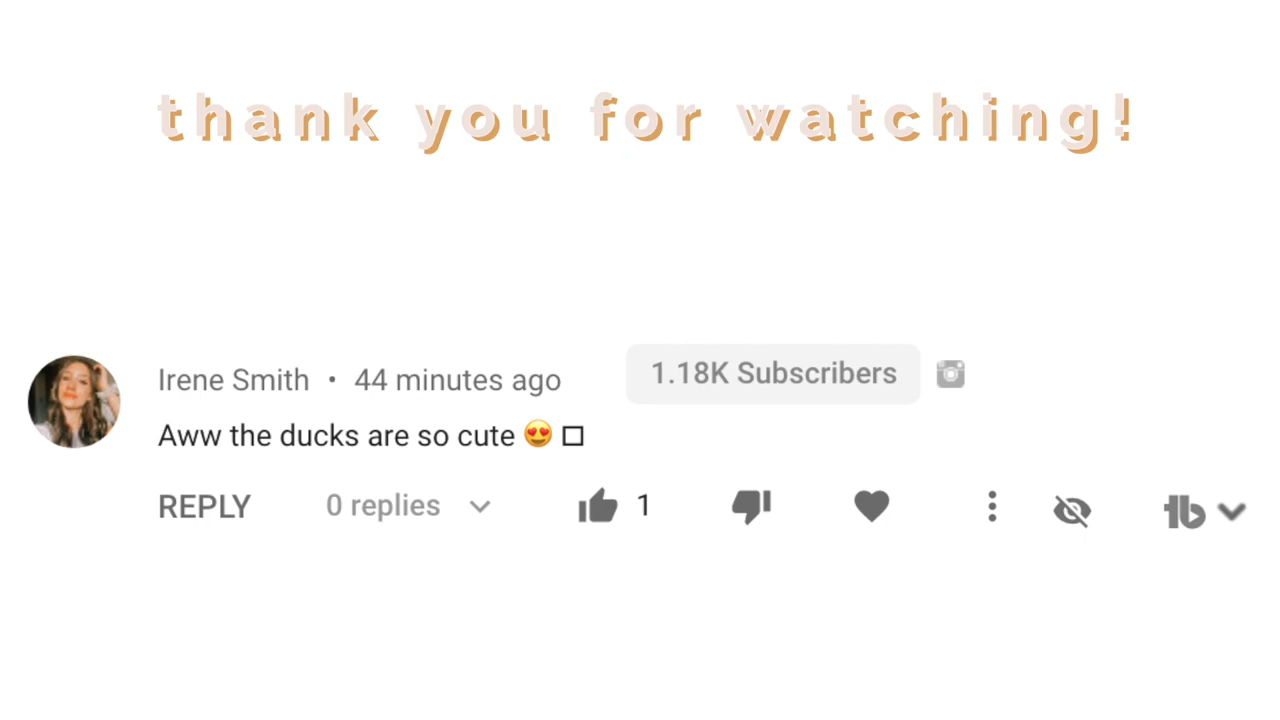 thank you for watching!
Irene Smith • 44 minutes ago 1.18K Subscribers
Aww the ducks are so cute 😍 □
REPLY 0 replies 1